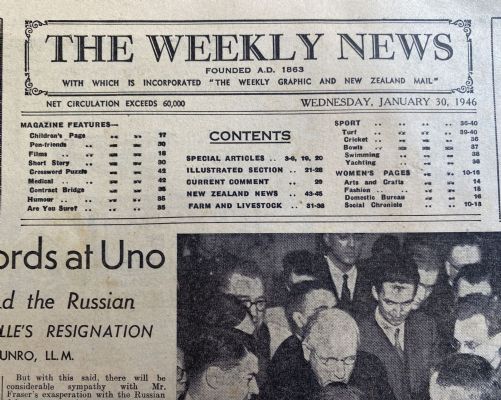 THE WEEKLY NEWS
FOUNDED A.D. 1863
WITH WHICH IS INCORPORATED "THE WEEKLY GRAPHIC AND NEW ZEALAND MAIL"
NET CIRCULATION EXCEEDS 60,000
WEDNESDAY, JANUARY 30, 1946
MAGAZINE FEATURES—
Children's Page 17
Pen-friends 30
Films 18
Short Story 30
Crossword Puzzle 42
Medical 42
Contract Bridge 36
Humour 35
Are You Sure? 35
CONTENTS
SPECIAL ARTICLES .. 3-6, 19, 20
ILLUSTRATED SECTION .. 21-28
CURRENT COMMENT .. 29
NEW ZEALAND NEWS .. 43-45
FARM AND LIVESTOCK .. 31-38
SPORT 36-40
Turf 39-40
Cricket 36
Bowls 37
Swimming 38
Yachting 38
WOMEN'S PAGES 10-16
Arts and Crafts 14
Fashion 15
Domestic Bureau 16
Social Chronicle 10-13
ords at Uno
d the Russian
LLE'S RESIGNATION
UNRO, LL.M.
But with this said, there will be
considerable sympathy with Mr.
Fraser's exasperation with the Russian